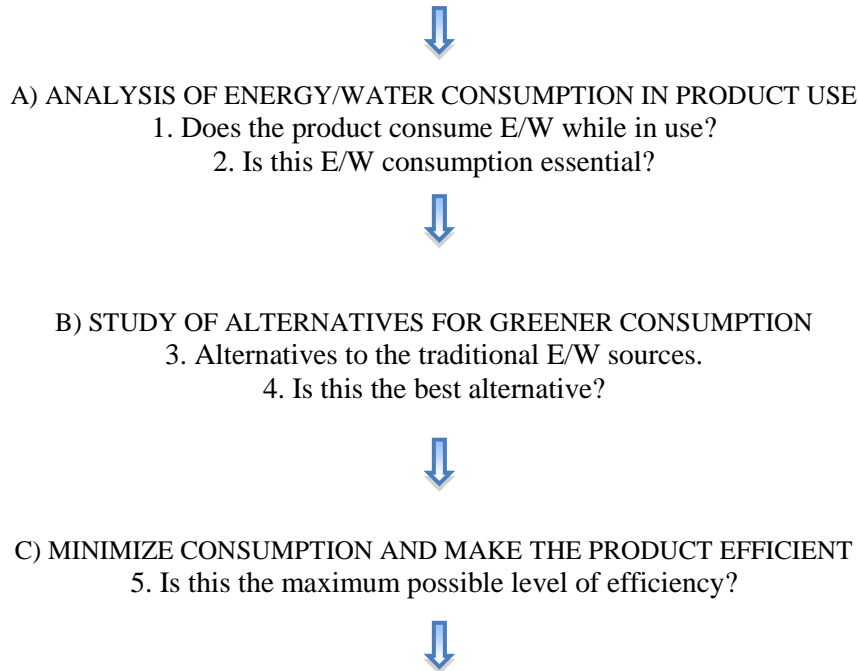 A) ANALYSIS OF ENERGY/WATER CONSUMPTION IN PRODUCT USE
1. Does the product consume E/W while in use?
2. Is this E/W consumption essential?
B) STUDY OF ALTERNATIVES FOR GREENER CONSUMPTION
3. Alternatives to the traditional E/W sources.
4. Is this the best alternative?
C) MINIMIZE CONSUMPTION AND MAKE THE PRODUCT EFFICIENT
5. Is this the maximum possible level of efficiency?